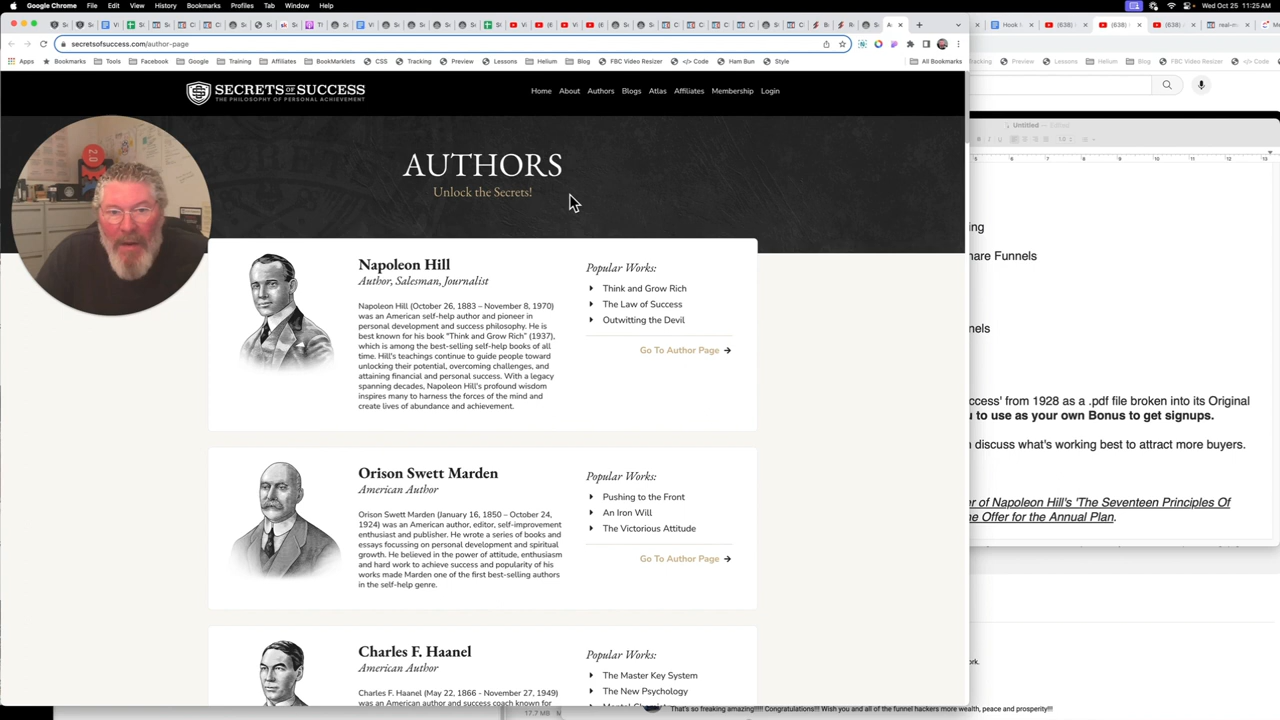 Google Chrome File Edit View History Bookmarks Profiles Tab Window Help
Wed Oct 25 11:25 AM
secretsofsuccess.com/author-page
Apps Bookmarks Tools Facebook Google Training Affiliates BookMarklets CSS Tracking Preview Lessons Helium Blog FBC Video Resizer </> Code Ham Bun Style
All Bookmarks
SECRETS OF SUCCESS
THE PHILOSOPHY OF PERSONAL ACHIEVEMENT
Home About Authors Blogs Atlas Affiliates Membership Login
2.0
AUTHORS
Unlock the Secrets!
Napoleon Hill
Author, Salesman, Journalist
Napoleon Hill (October 26, 1883 – November 8, 1970)
was an American self-help author and pioneer in
personal development and success philosophy. He is
best known for his book "Think and Grow Rich" (1937),
which is among the best-selling self-help books of all
time. Hill's teachings continue to guide people toward
unlocking their potential, overcoming challenges, and
attaining financial and personal success. With a legacy
spanning decades, Napoleon Hill's profound wisdom
inspires many to harness the forces of the mind and
create lives of abundance and achievement.
Popular Works:
Think and Grow Rich
The Law of Success
Outwitting the Devil
Go To Author Page
Orison Swett Marden
American Author
Orison Swett Marden (January 16, 1850 – October 24,
1924) was an American author, editor, self-improvement
enthusiast and publisher. He wrote a series of books and
essays focussing on personal development and spiritual
growth. He believed in the power of attitude, enthusiasm
and hard work to achieve success and popularity of his
works made Marden one of the first best-selling authors
in the self-help genre.
Popular Works:
Pushing to the Front
An Iron Will
The Victorious Attitude
Go To Author Page
Charles F. Haanel
American Author
Charles F. Haanel (May 22, 1866 - November 27, 1949)
was an American author and success coach known for
Popular Works:
The Master Key System
The New Psychology
Untitled — Edited
ing
nare Funnels
nels
ccess' from 1928 as a .pdf file broken into its Original
u to use as your own Bonus to get signups.
discuss what's working best to attract more buyers.
er of Napoleon Hill's 'The Seventeen Principles Of
ne Offer for the Annual Plan.
rk.
17.7 MB
That's so freaking amazing!!!! Congratulations!!! Wish you and all of the funnel hackers more wealth, peace and prosperity!!!